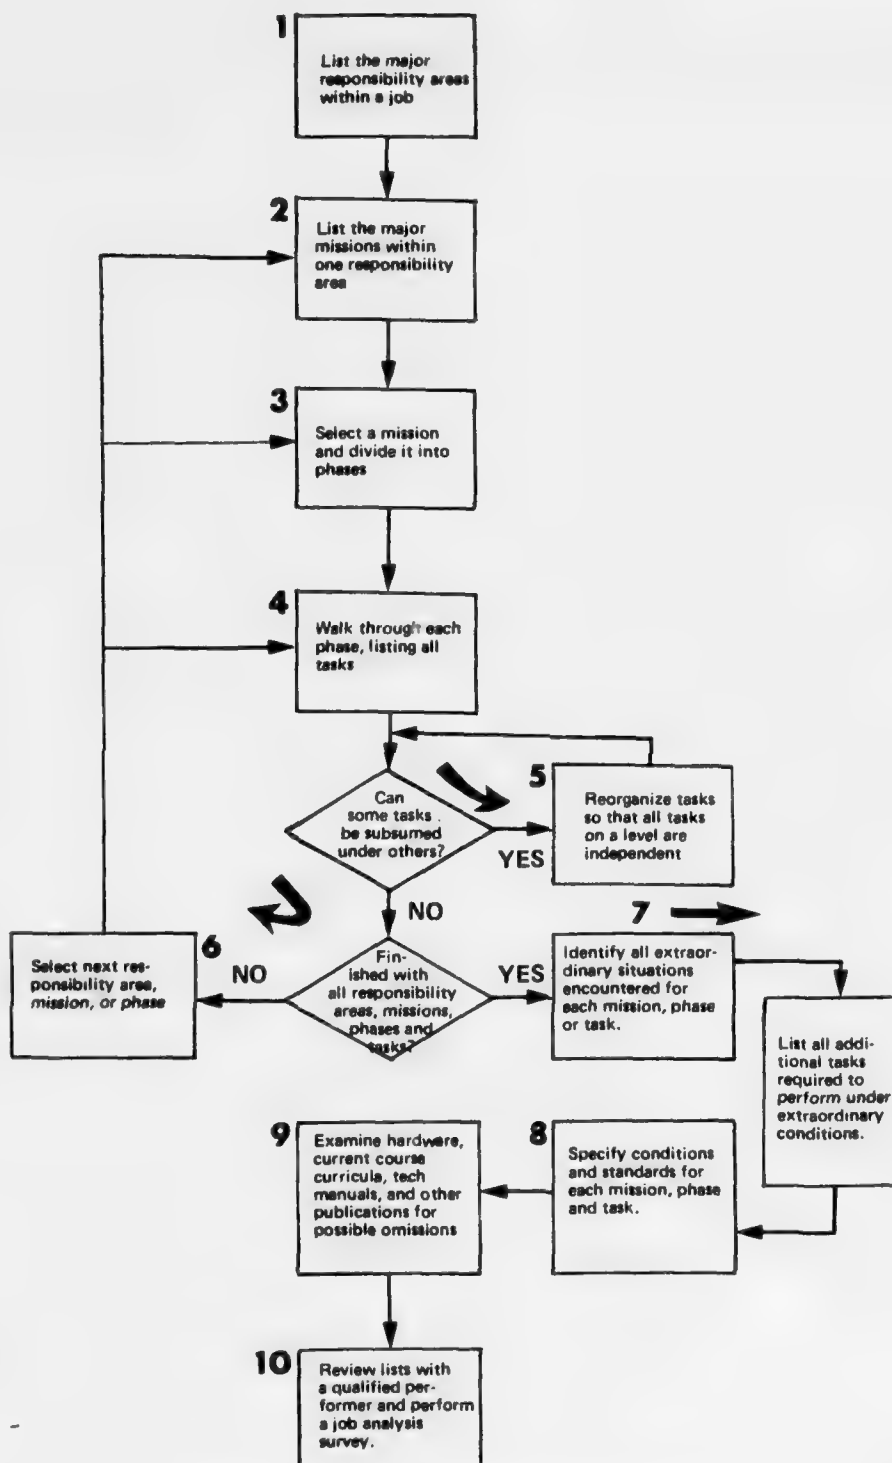 1
List the major
responsibility areas
within a job
2
List the major
missions within
one responsibility
area
3
Select a mission
and divide it into
phases
4
Walk through each
phase, listing all
tasks
Can
some tasks .
be subsumed
under others?
YES
5
Reorganize tasks
so that all tasks
on a level are
independent
NO
6
Select next res-
ponsibility area,
mission, or phase
NO
Fin-
ished with
all responsibility
areas, missions,
phases and
tasks?
YES
7
Identify all extraor-
dinary situations
encountered for
each mission, phase
or task.
List all addi-
tional tasks
required to
perform under
extraordinary
conditions.
8
Specify conditions
and standards for
each mission, phase
and task.
9
Examine hardware,
current course
curricula, tech
manuals, and other
publications for
possible omissions
10
Review lists with
a qualified per-
former and perform
a job analysis
survey.